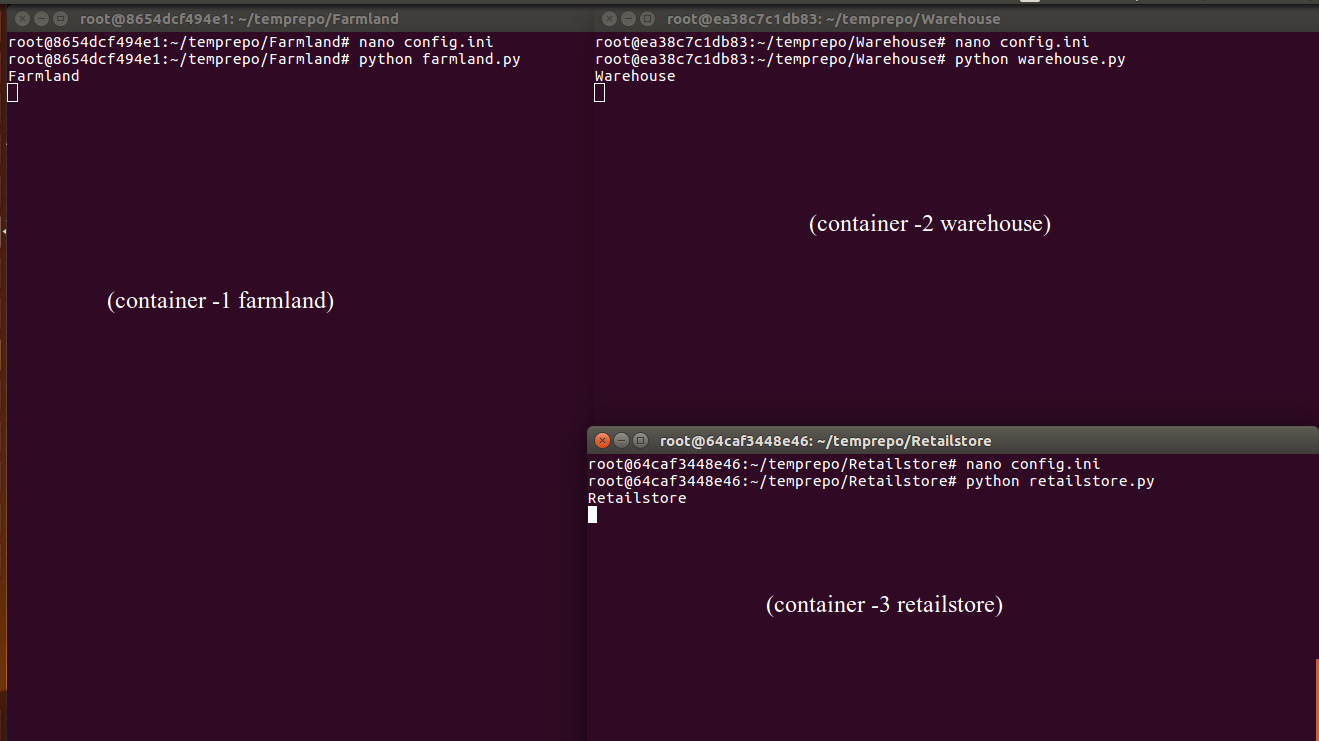 root@8654dcf494e1: ~/temprepo/Farmland
root@8654dcf494e1:~/temprepo/Farmland# nano config.ini
root@8654dcf494e1:~/temprepo/Farmland# python farmland.py
Farmland
(container -1 farmland)
root@ea38c7c1db83: ~/temprepo/Warehouse
root@ea38c7c1db83:~/temprepo/Warehouse# nano config.ini
root@ea38c7c1db83:~/temprepo/Warehouse# python warehouse.py
Warehouse
(container -2 warehouse)
root@64caf3448e46: ~/temprepo/Retailstore
root@64caf3448e46:~/temprepo/Retailstore# nano config.ini
root@64caf3448e46:~/temprepo/Retailstore# python retailstore.py
Retailstore
(container -3 retailstore)